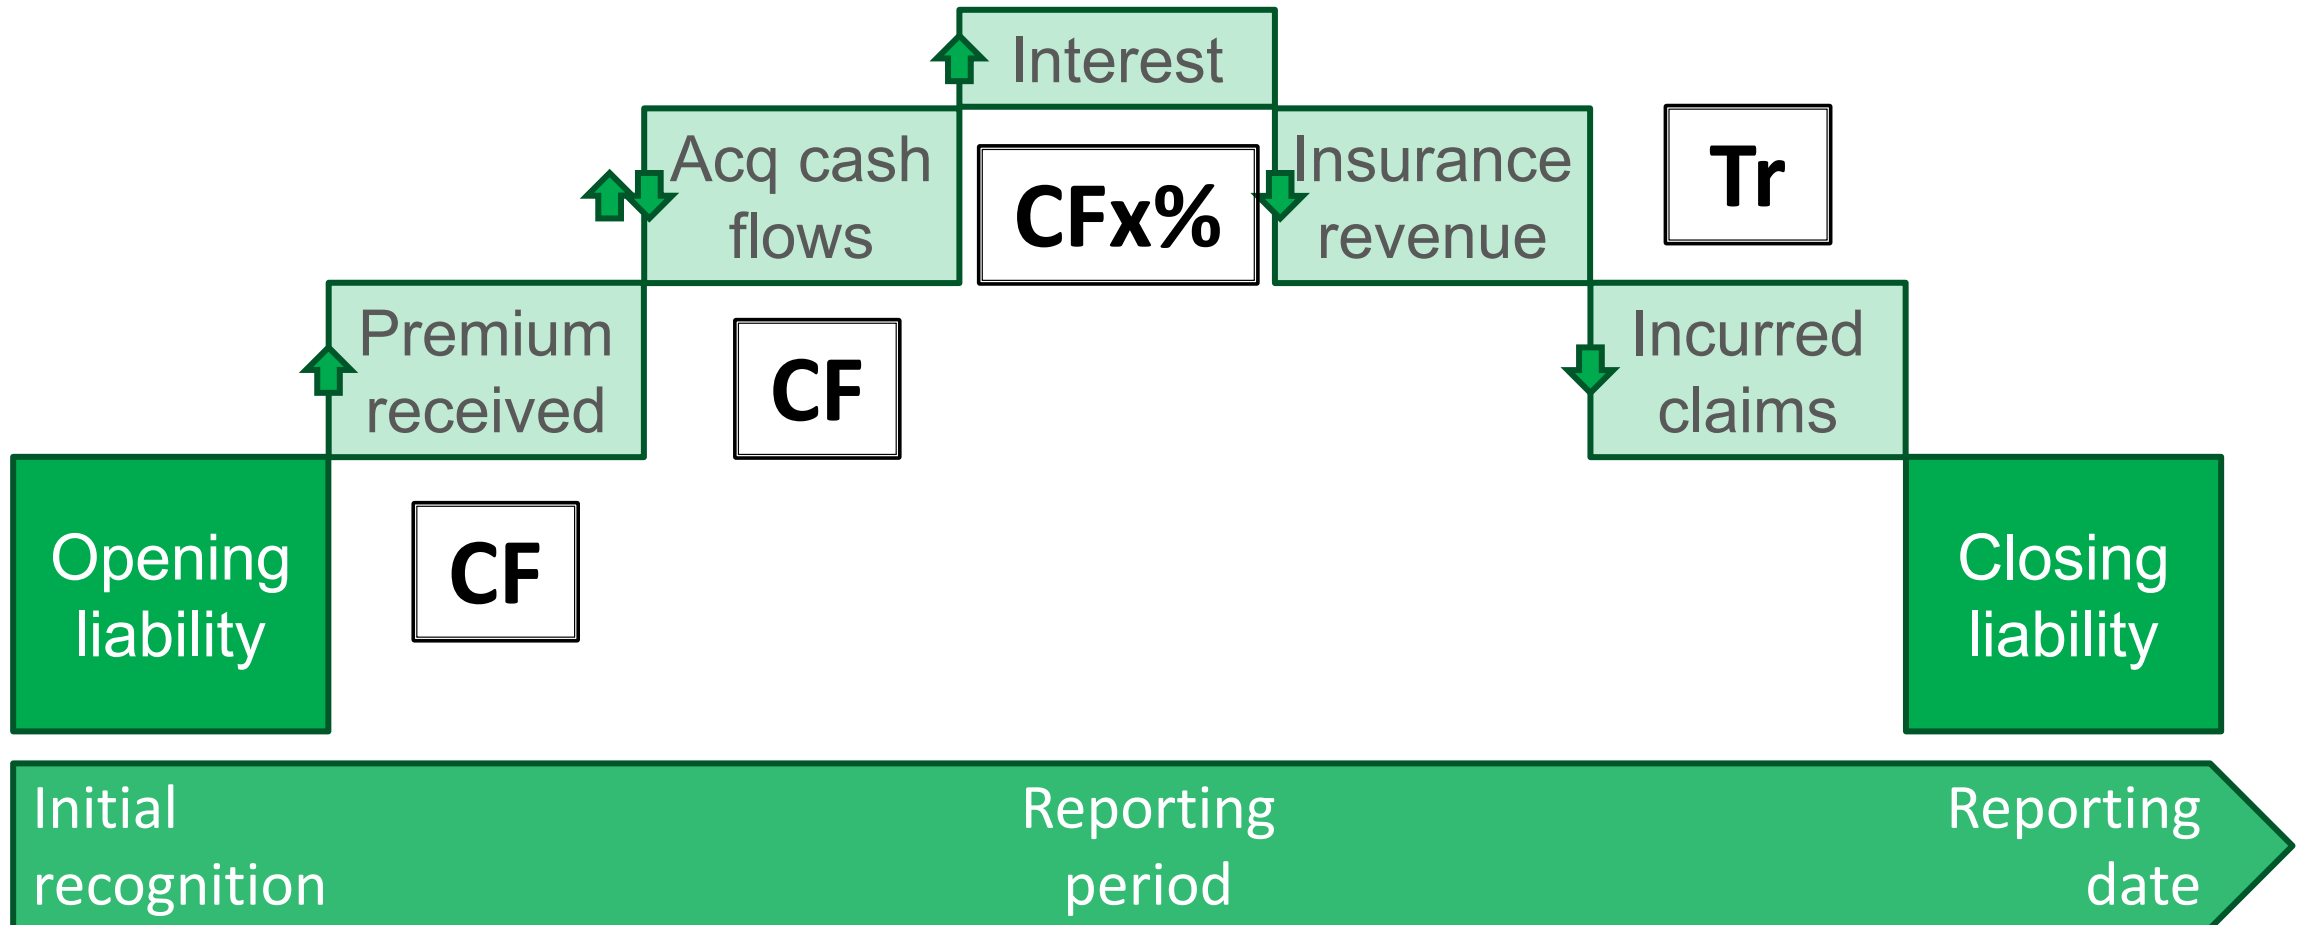 Interest
Acq cash
flows
CFx%
Insurance
revenue
Tr
Premium
received
CF
Incurred
claims
Opening
liability
CF
Closing
liability
Initial
recognition
Reporting
period
Reporting
date